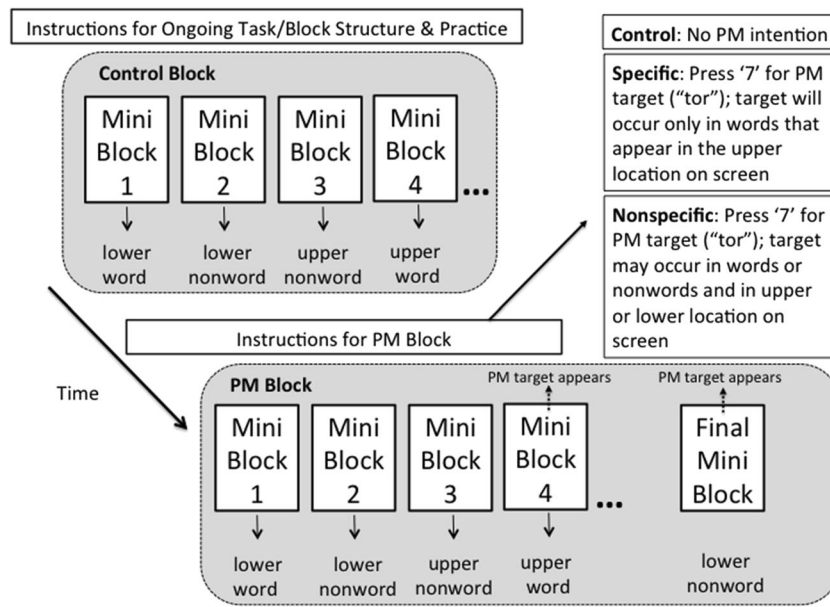 Instructions for Ongoing Task/Block Structure & Practice
Control Block
Mini
Block
1
Mini
Block
2
Mini
Block
3
Mini
Block
4
...
lower
word
lower
nonword
upper
nonword
upper
word
Control: No PM intention
Specific: Press ‘7’ for PM
target (“tor”); target will
occur only in words that
appear in the upper
location on screen
Nonspecific: Press ‘7’ for
PM target (“tor”); target
may occur in words or
nonwords and in upper
or lower location on
screen
Instructions for PM Block
Time
PM Block
PM target appears
PM target appears
Mini
Block
1
Mini
Block
2
Mini
Block
3
Mini
Block
4
...
Final
Mini
Block
lower
word
lower
nonword
upper
nonword
upper
word
lower
nonword